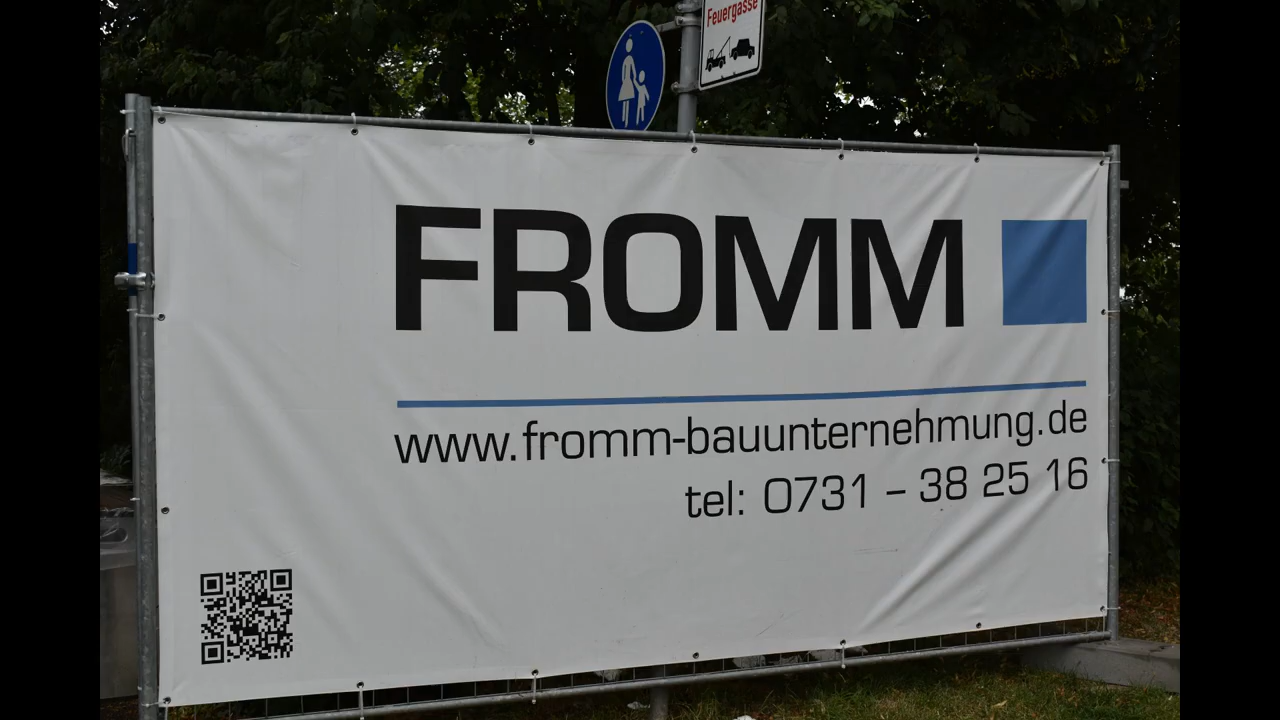 Feuergasse
FROMM
www.fromm-bauunternehmung.de
tel: 0731 – 38 25 16